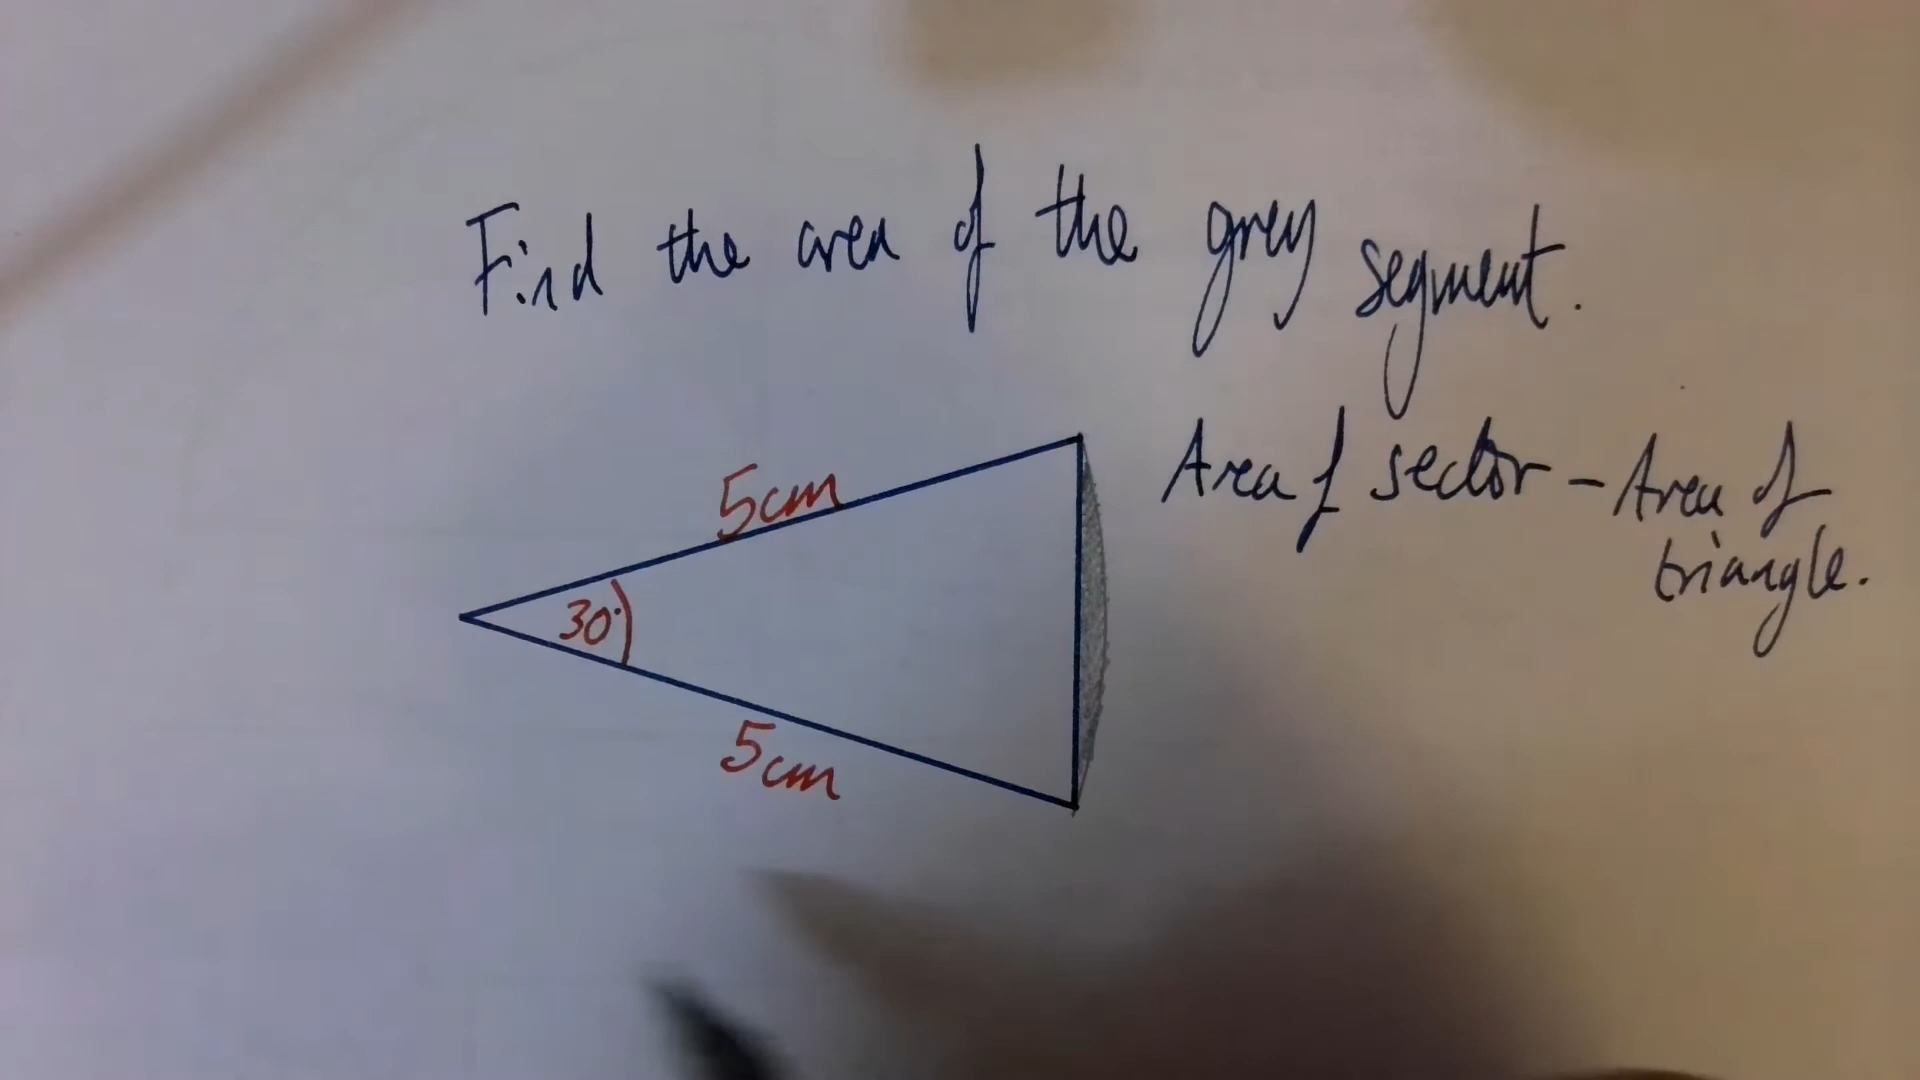 Find the area of the grey segment.
Area of sector - Area of
triangle.
5cm
30°
5cm